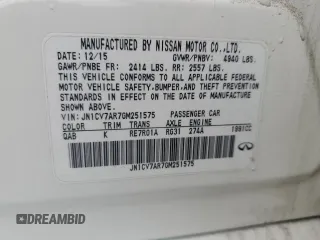 MANUFACTURED BY NISSAN MOTOR CO., LTD.
DATE: 12/15 GVWR/PNBV: 4940 LBS.
GAWR/PNBE FR: 2414 LBS. RR: 2557 LBS.
THIS VEHICLE CONFORMS TO ALL APPLICABLE FEDERAL
MOTOR VEHICLE SAFETY, BUMPER, AND THEFT PREVENTION
STANDARDS IN EFFECT ON THE DATE OF MANUFACTURE
SHOWN ABOVE.
V.I.N.: JN1CV7AR7GM251575 PASSENGER CAR
COLOR TRIM TRANS AXLE ENGINE
QAB K RE7R01A RG31 274A 1991CC
INFINITI
JN1CV7AR7GM251575
AUTOBIDMASTER